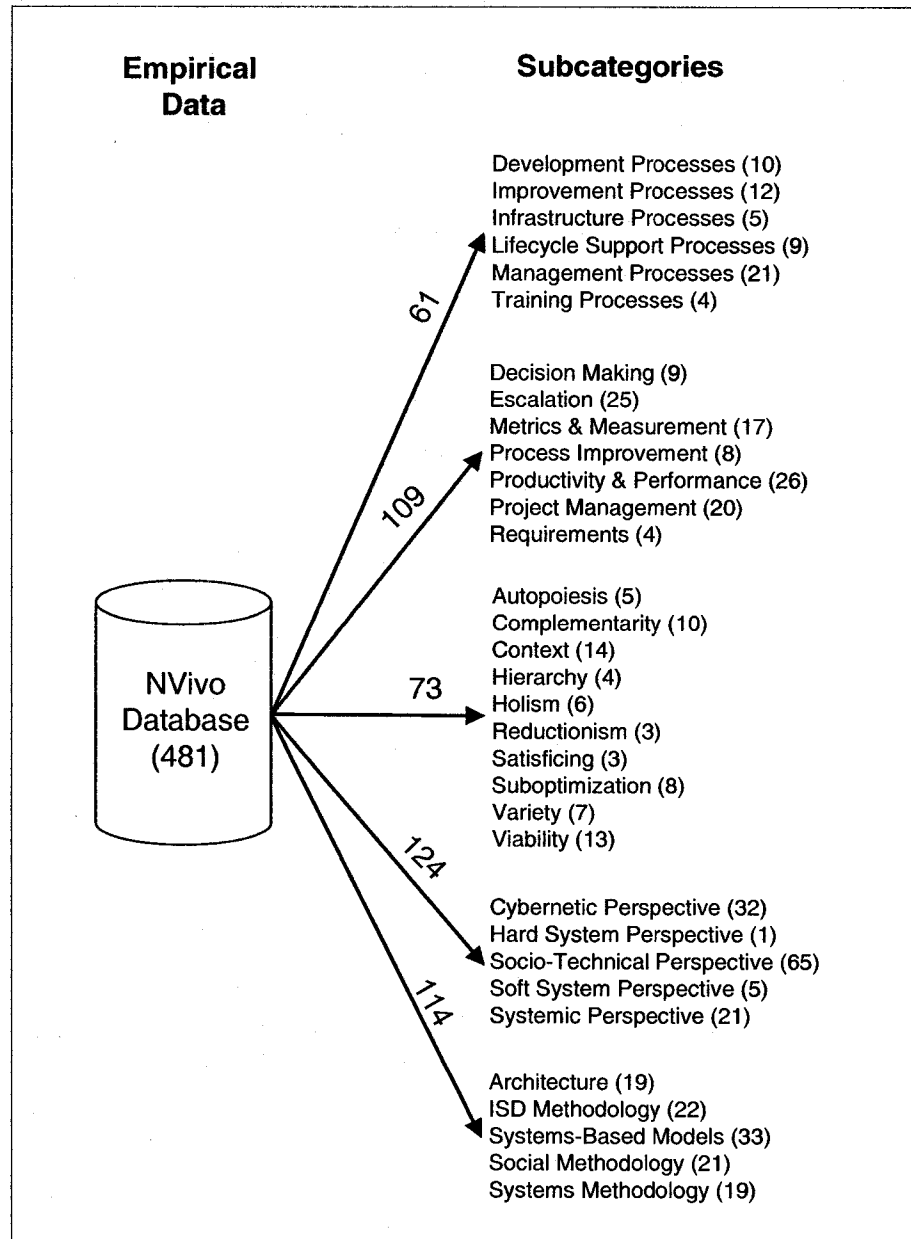 Empirical
Data
Subcategories
Development Processes (10)
Improvement Processes (12)
Infrastructure Processes (5)
Lifecycle Support Processes (9)
Management Processes (21)
Training Processes (4)
61
Decision Making (9)
Escalation (25)
Metrics & Measurement (17)
Process Improvement (8)
Productivity & Performance (26)
Project Management (20)
Requirements (4)
109
Autopoiesis (5)
Complementarity (10)
Context (14)
Hierarchy (4)
Holism (6)
Reductionism (3)
Satisficing (3)
Suboptimization (8)
Variety (7)
Viability (13)
73
NVivo
Database
(481)
124
Cybernetic Perspective (32)
Hard System Perspective (1)
Socio-Technical Perspective (65)
Soft System Perspective (5)
Systemic Perspective (21)
114
Architecture (19)
ISD Methodology (22)
Systems-Based Models (33)
Social Methodology (21)
Systems Methodology (19)